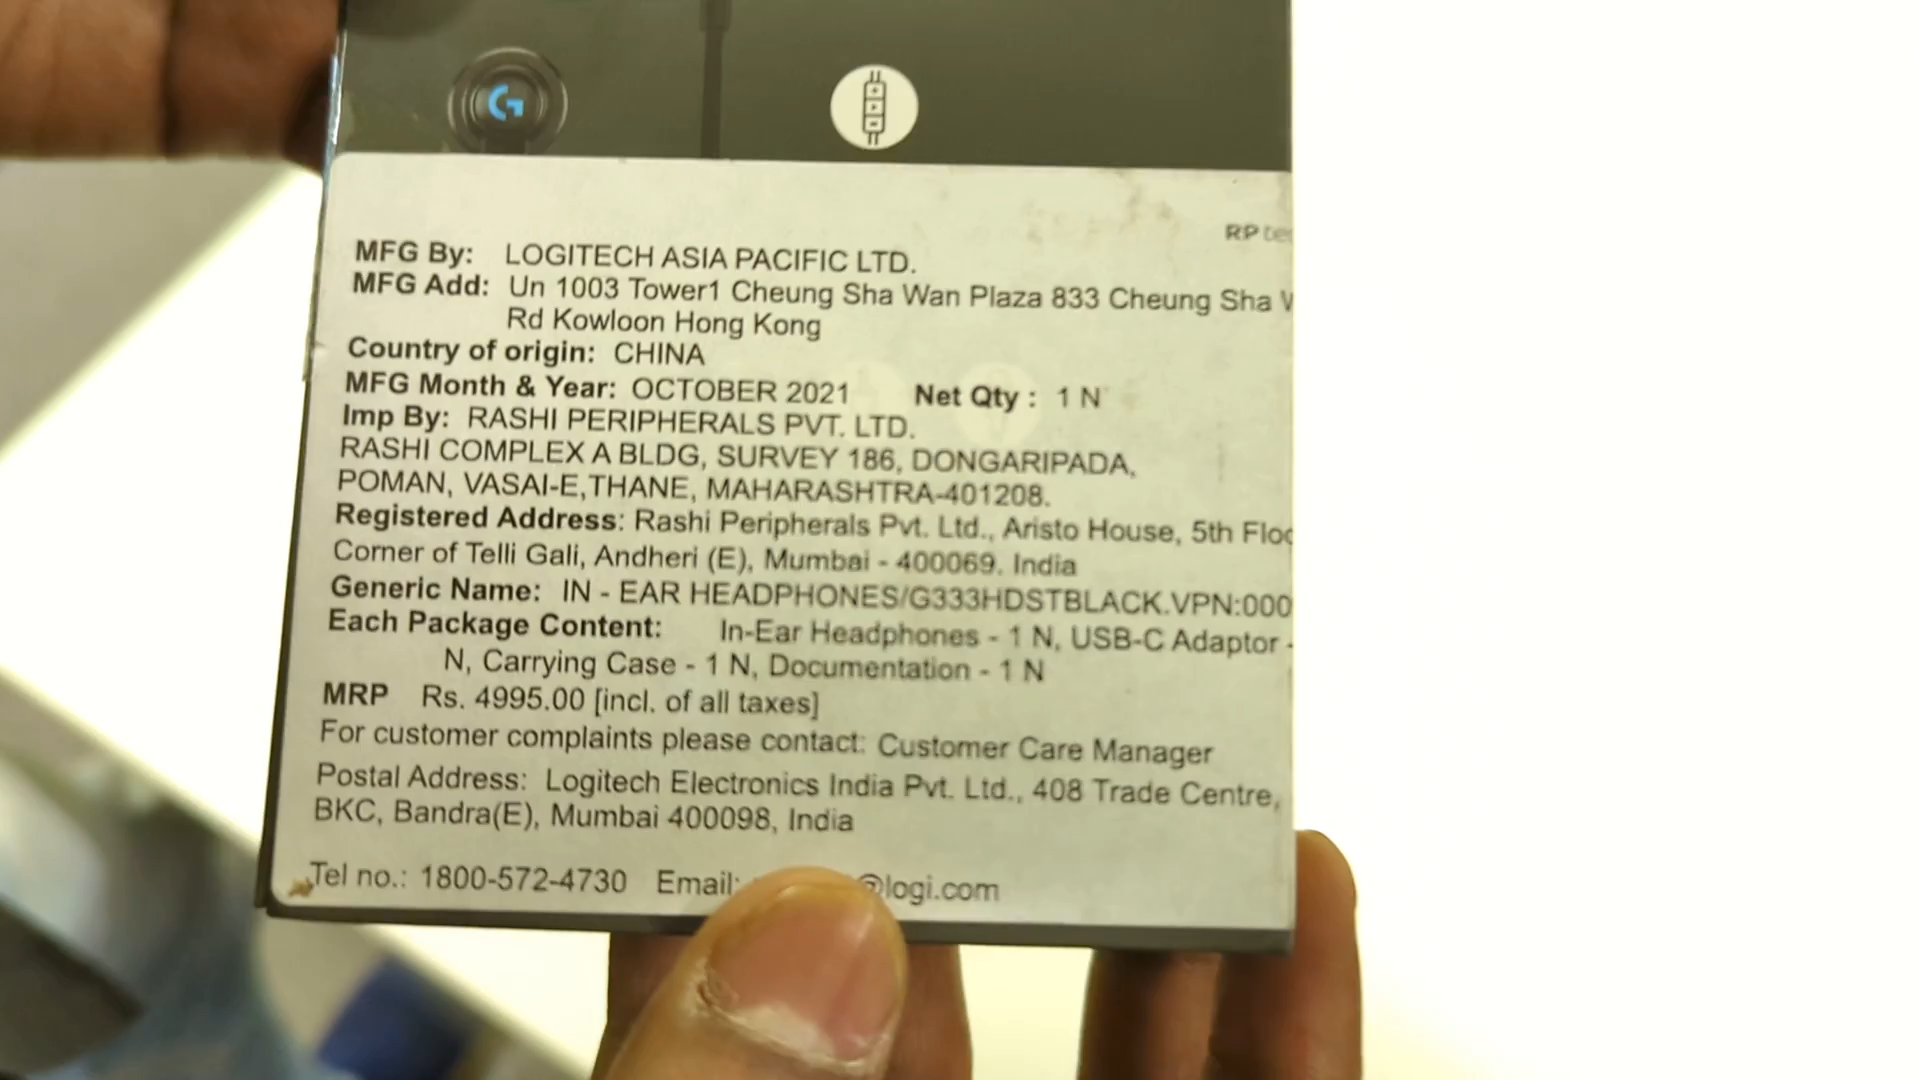 RP
MFG By: LOGITECH ASIA PACIFIC LTD.
MFG Add: Un 1003 Tower1 Cheung Sha Wan Plaza 833 Cheung Sha
Rd Kowloon Hong Kong
Country of origin: CHINA
MFG Month & Year: OCTOBER 2021 Net Qty : 1 N
Imp By: RASHI PERIPHERALS PVT. LTD.
RASHI COMPLEX A BLDG, SURVEY 186, DONGARIPADA,
POMAN, VASAI-E,THANE, MAHARASHTRA-401208.
Registered Address: Rashi Peripherals Pvt. Ltd., Aristo House, 5th
Corner of Telli Gali, Andheri (E), Mumbai - 400069. India
Generic Name: IN - EAR HEADPHONES/G333HDSTBLACK.VPN:000
Each Package Content: In-Ear Headphones - 1 N, USB-C Adaptor -
N, Carrying Case - 1 N, Documentation - 1 N
MRP Rs. 4995.00 [incl. of all taxes]
For customer complaints please contact: Customer Care Manager
Postal Address: Logitech Electronics India Pvt. Ltd., 408 Trade Centre,
BKC, Bandra(E), Mumbai 400098, India
Tel no.: 1800-572-4730 Email: @logi.com